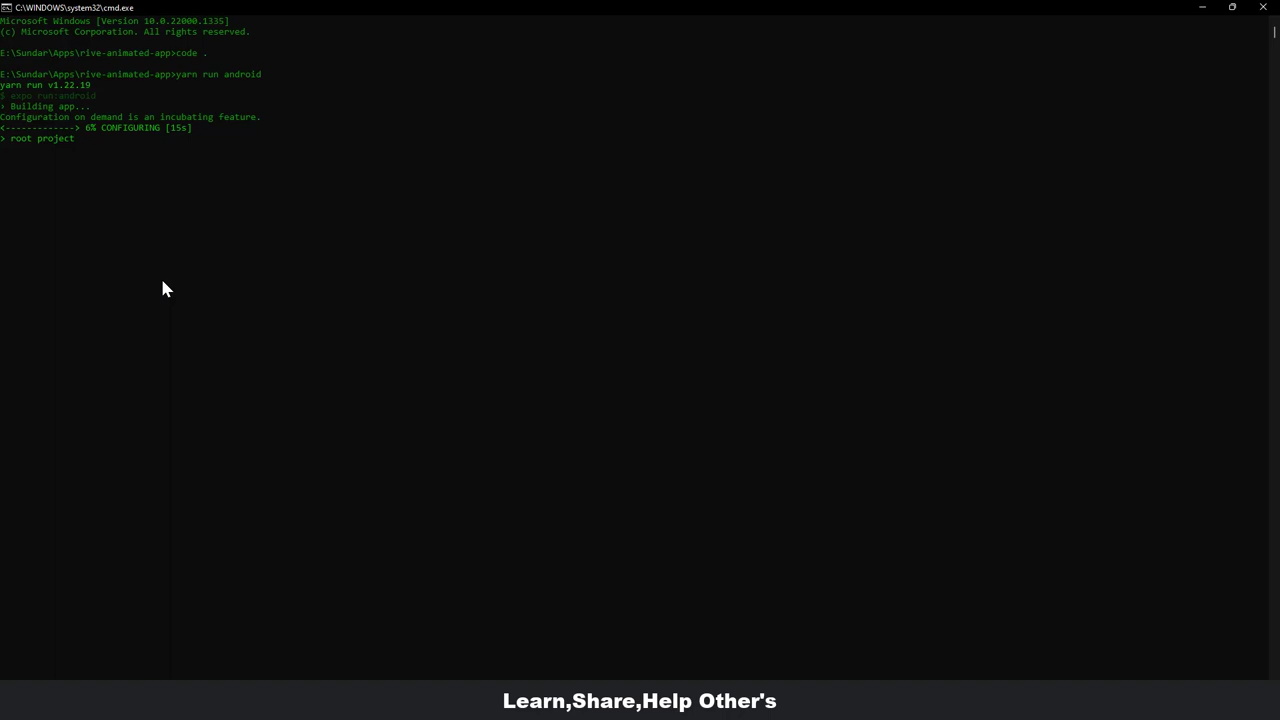 C:\WINDOWS\system32\cmd.exe
Microsoft Windows [Version 10.0.22000.1335]
(c) Microsoft Corporation. All rights reserved.
E:\Sundar\Apps\rive-animated-app>code .
E:\Sundar\Apps\rive-animated-app>yarn run android
yarn run v1.22.19
$ expo run:android
› Building app...
Configuration on demand is an incubating feature.
<-------------> 6% CONFIGURING [15s]
> root project
Learn,Share,Help Other's